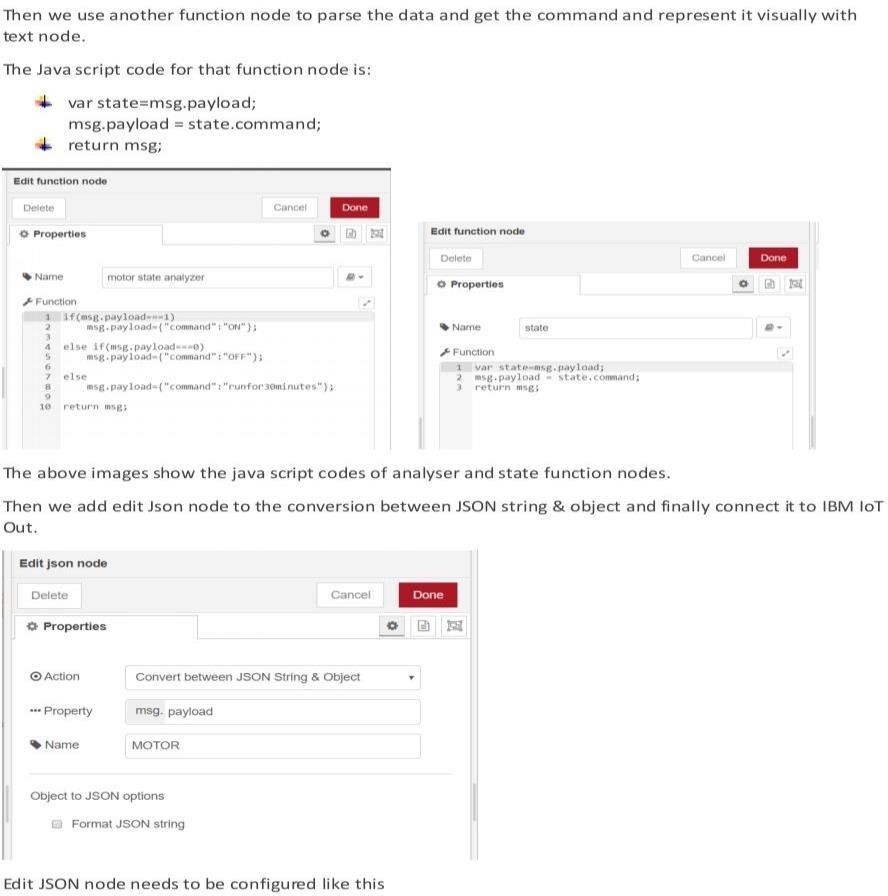 Then we use another function node to parse the data and get the command and represent it visually with
text node.
The Java script code for that function node is:
var state=msg.payload;
msg.payload = state.command;
return msg;
Edit function node
Delete
Cancel
Done
Properties
Name
motor state analyzer
Function
1 if(msg.payload===1)
2 msg.payload={"command":"ON"};
3
4 else if(msg.payload===0)
5 msg.payload={"command":"OFF"};
6
7 else
8 msg.payload={"command":"runfor30minutes"};
9
10 return msg;
Edit function node
Delete
Cancel
Done
Properties
Name
state
Function
1 var state=msg.payload;
2 msg.payload = state.command;
3 return msg;
The above images show the java script codes of analyser and state function nodes.
Then we add edit Json node to the conversion between JSON string & object and finally connect it to IBM IoT
Out.
Edit json node
Delete
Cancel
Done
Properties
Action
Convert between JSON String & Object
Property
msg. payload
Name
MOTOR
Object to JSON options
Format JSON string
Edit JSON node needs to be configured like this